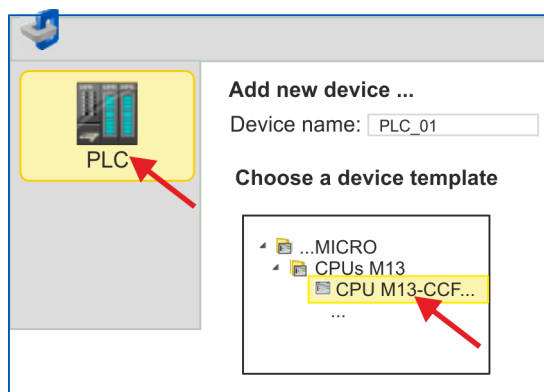 PLC
Add new device ...
Device name: PLC_01
Choose a device template
...MICRO
CPUs M13
CPU M13-CCF...
...